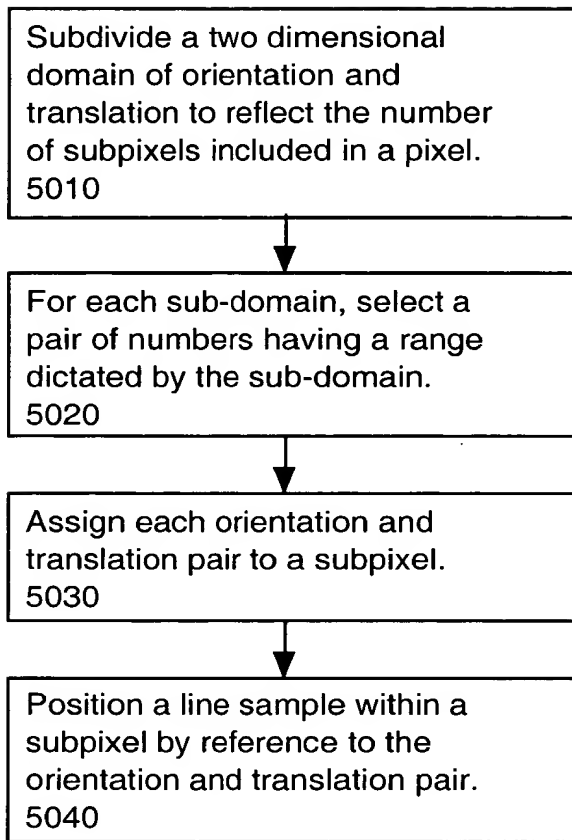 Subdivide a two dimensional
domain of orientation and
translation to reflect the number
of subpixels included in a pixel.
5010
For each sub-domain, select a
pair of numbers having a range
dictated by the sub-domain.
5020
Assign each orientation and
translation pair to a subpixel.
5030
Position a line sample within a
subpixel by reference to the
orientation and translation pair.
5040